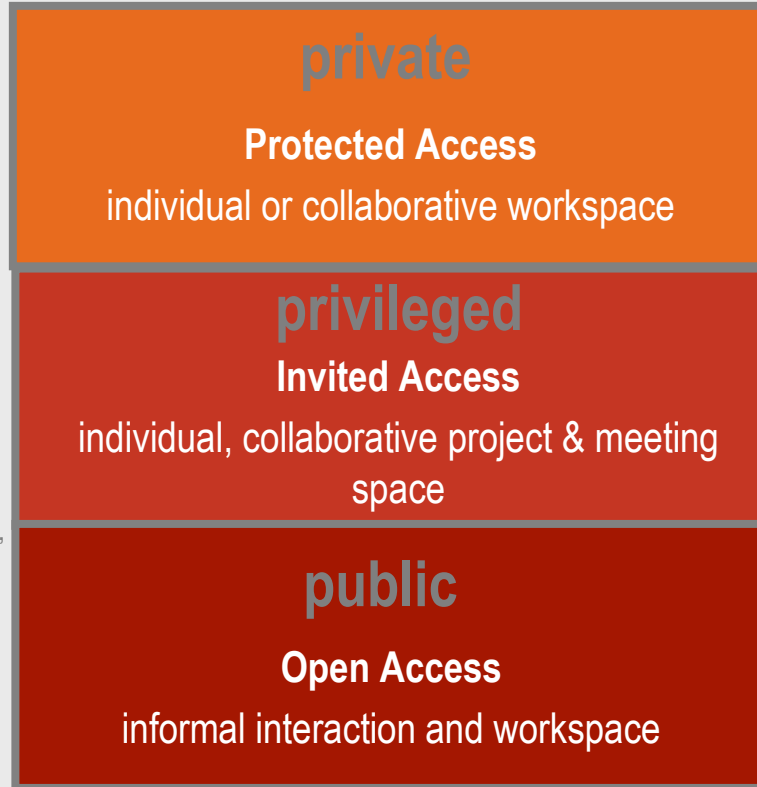 private
Protected Access
individual or collaborative workspace
privileged
Invited Access
individual, collaborative project & meeting
space
,
public
Open Access
informal interaction and workspace